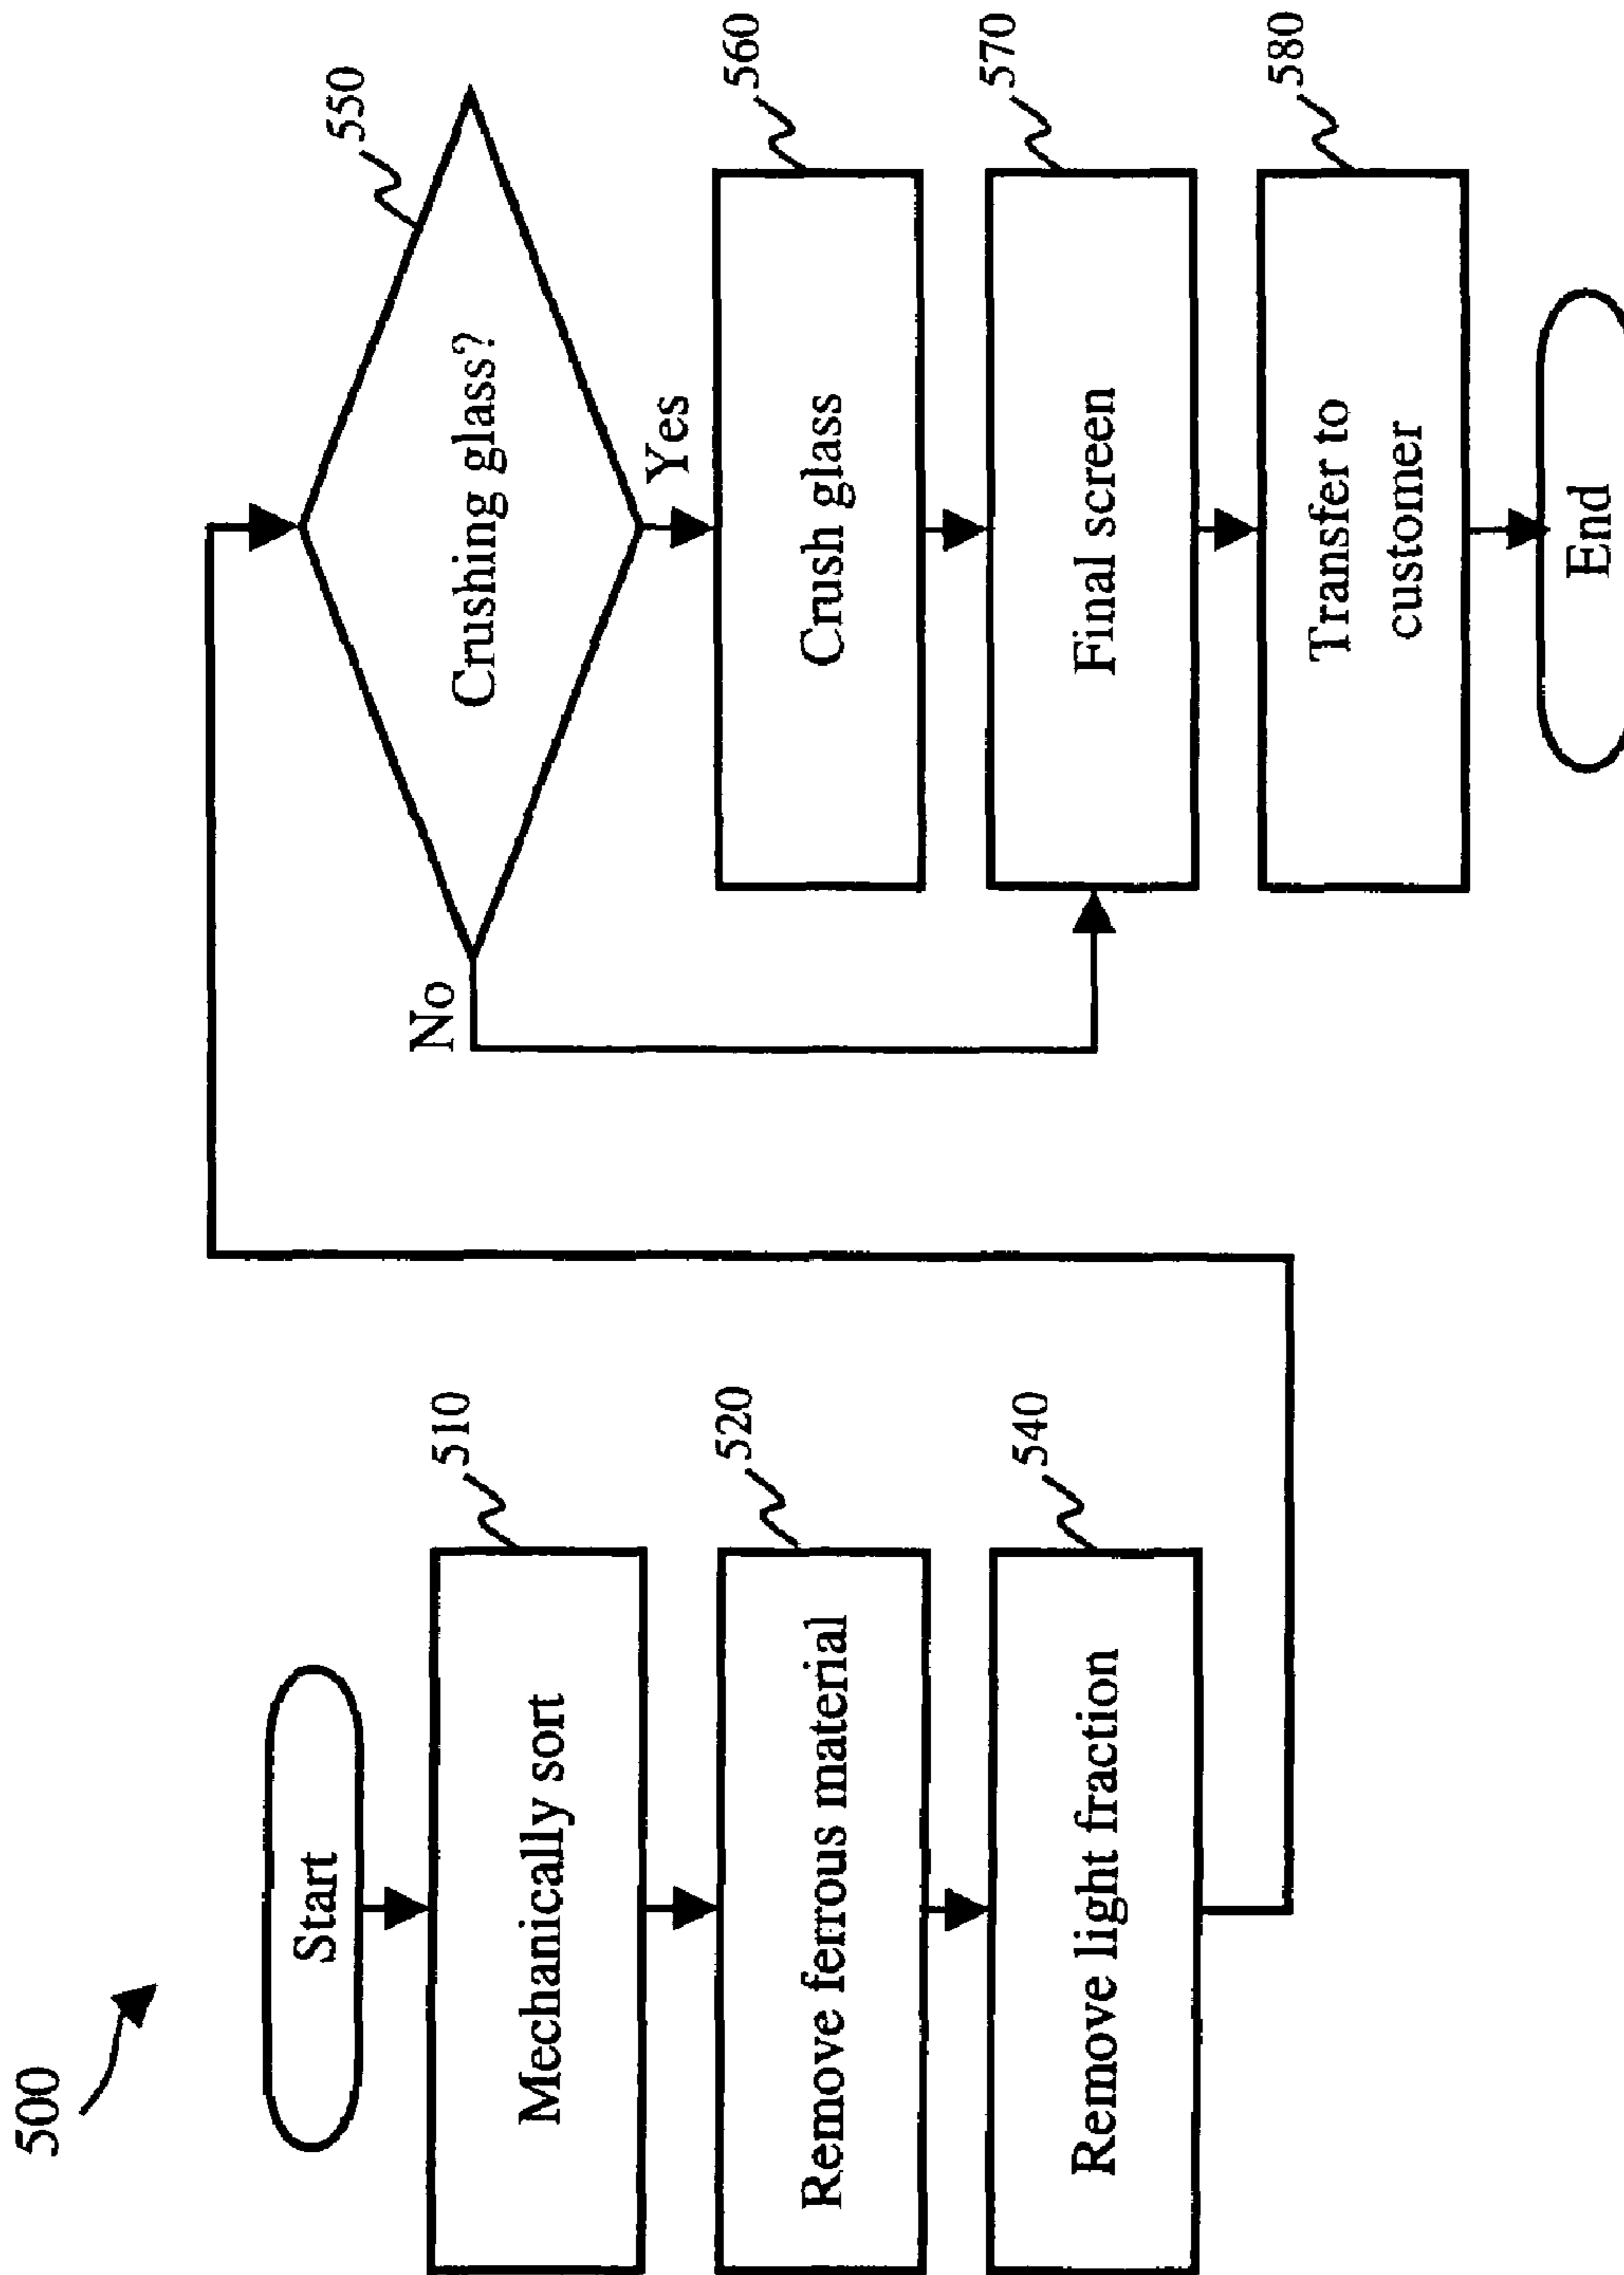 500
Start
Mechanically sort
510
Remove ferrous material
520
Remove light fraction
540
Crushing glass?
550
No
Yes
Crush glass
560
Final screen
570
Transfer to
customer
580
End